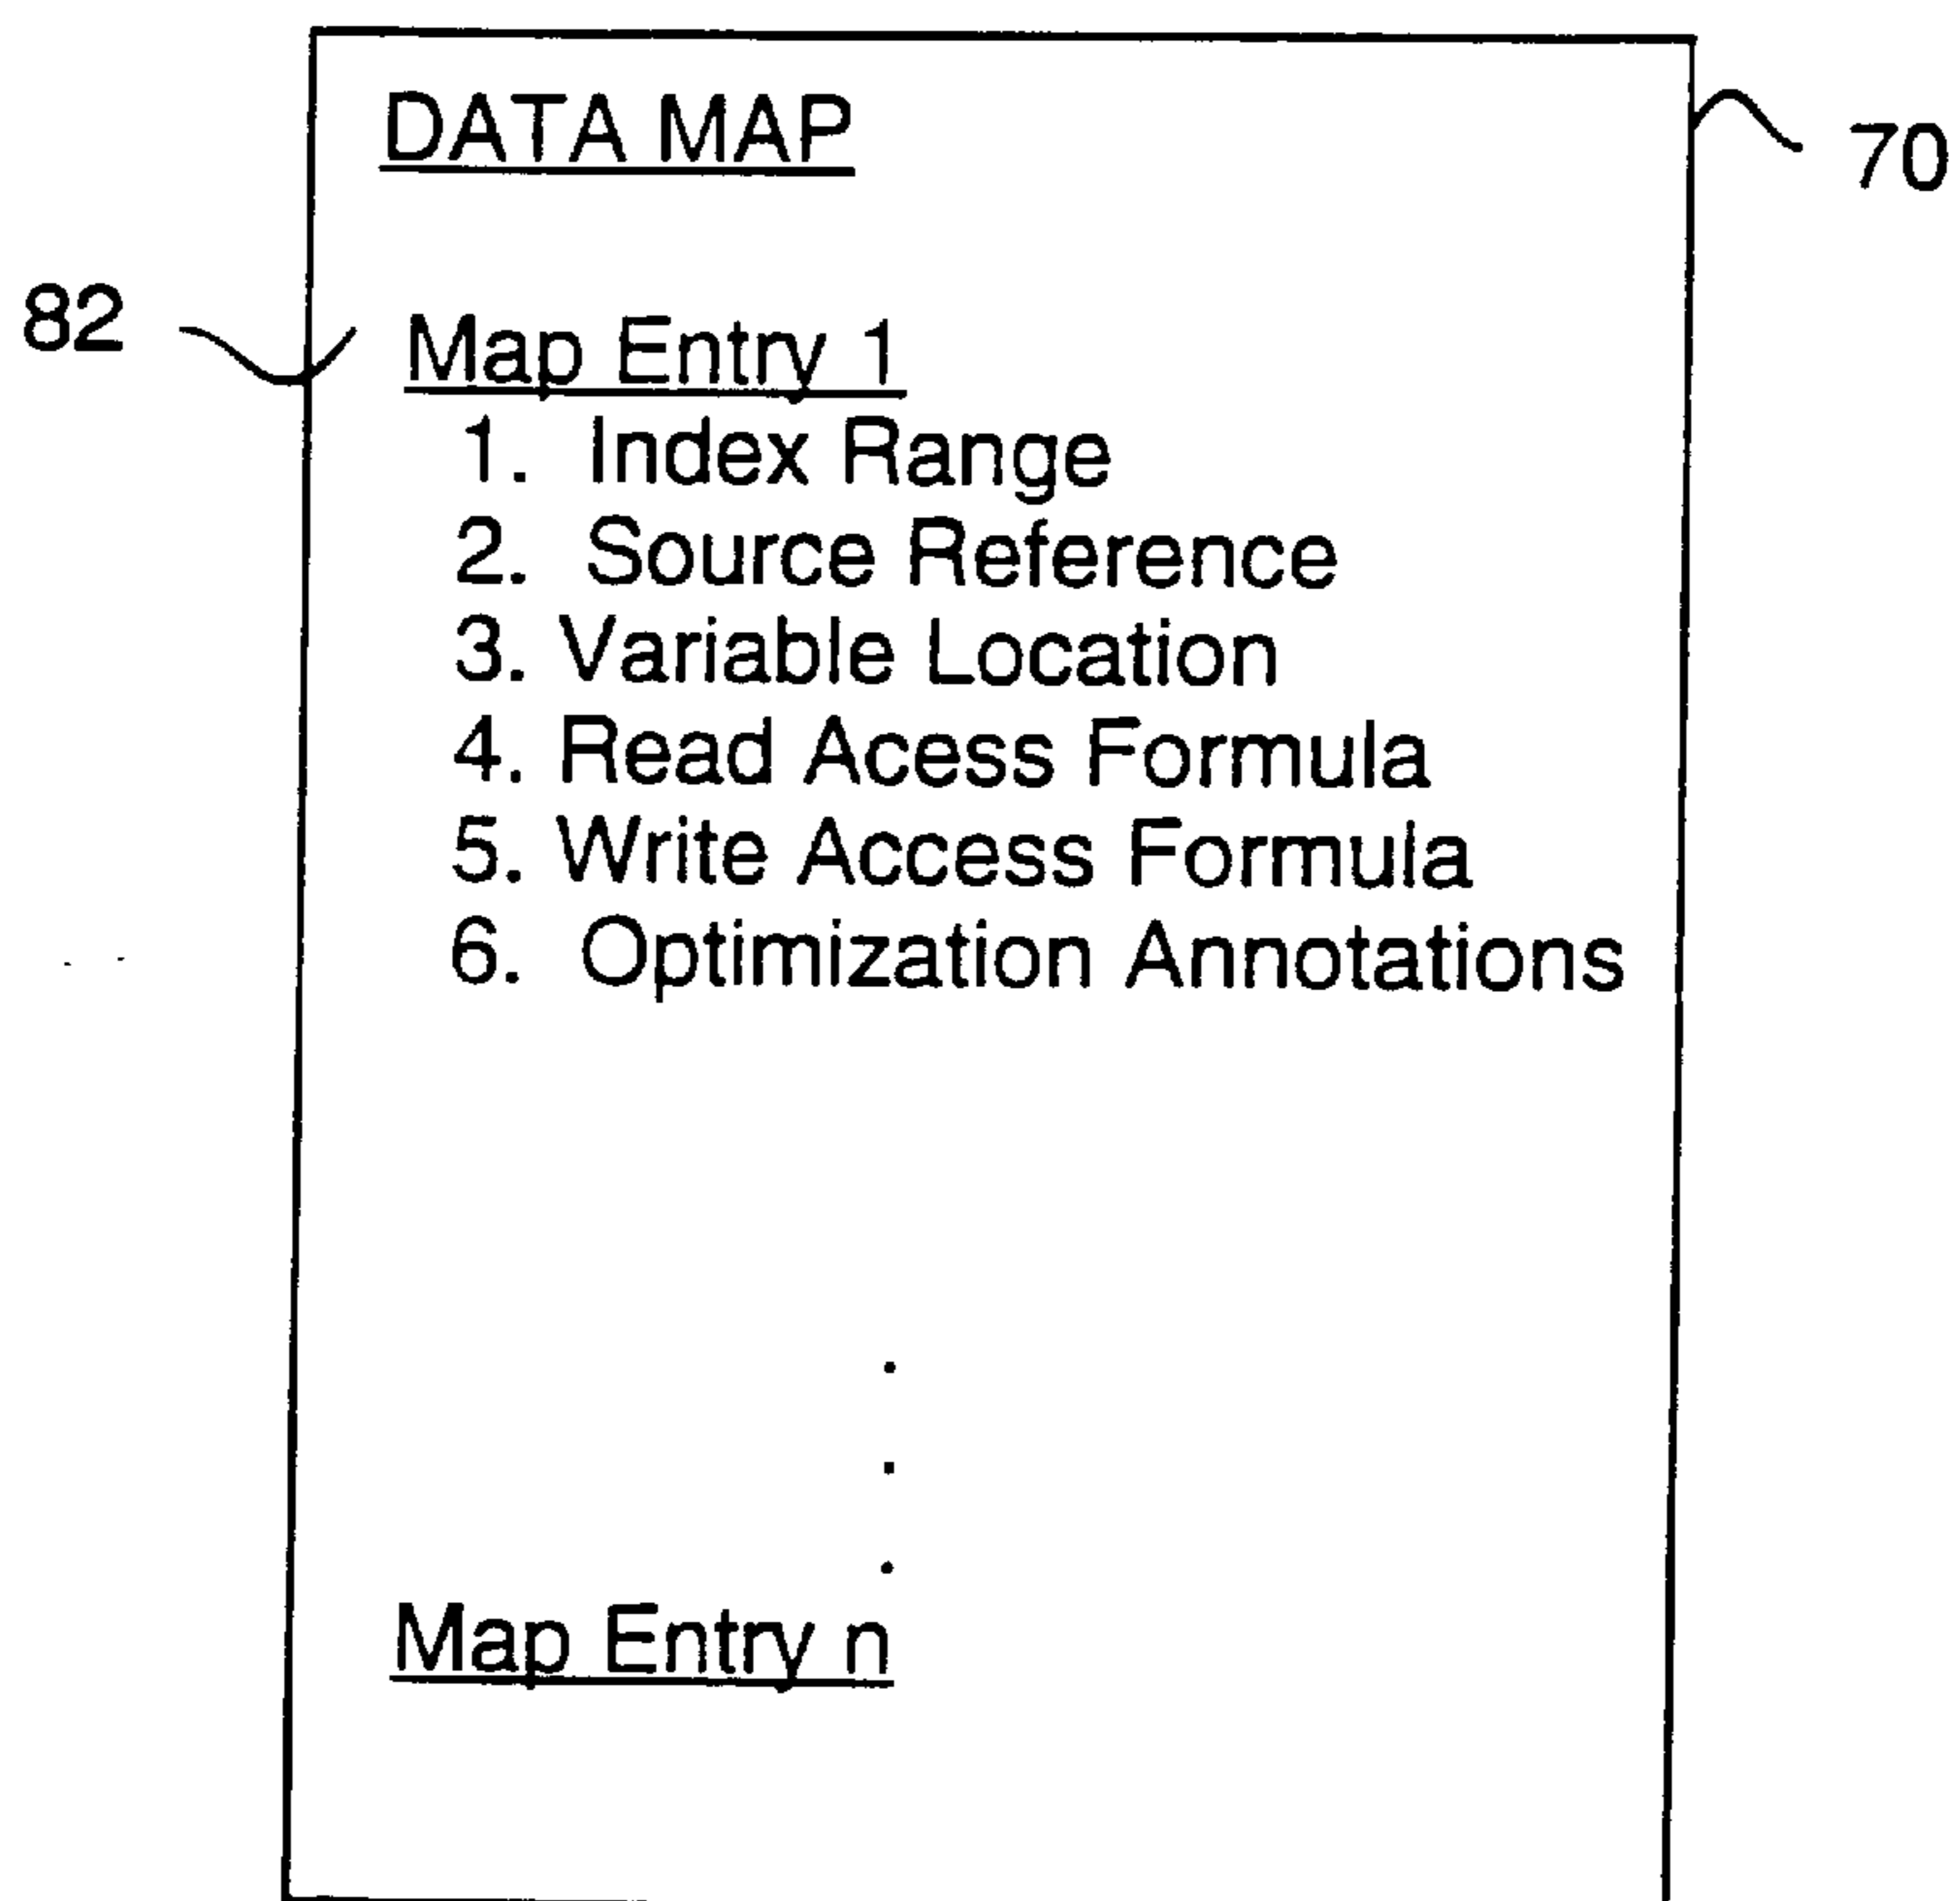 DATA MAP
70
82
Map Entry 1
1. Index Range
2. Source Reference
3. Variable Location
4. Read Acess Formula
5. Write Access Formula
6. Optimization Annotations
.
.
.
Map Entry n